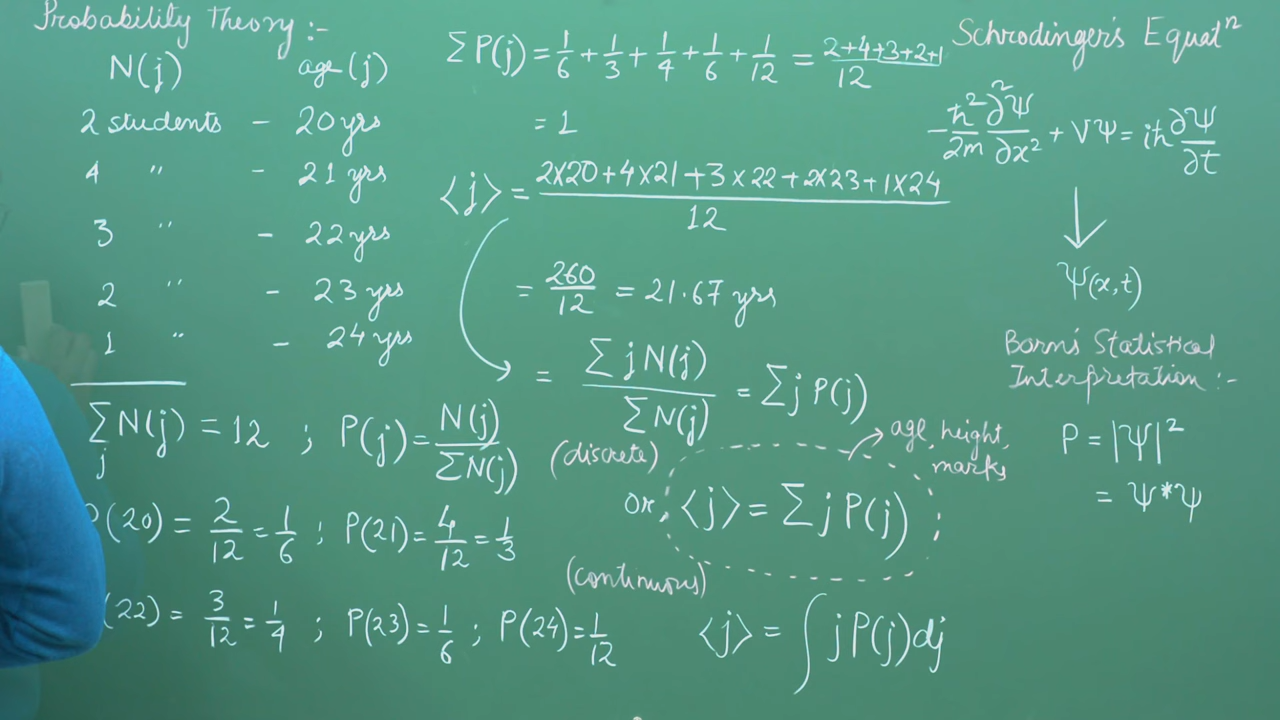 Probability Theory :-
N(j) age (j)
2 students - 20 yrs
4 " - 21 yrs
3 " - 22 yrs
2 " - 23 yrs
1 " - 24 yrs
∑_j N(j) = 12 ; P(j) = N(j)/∑N(j)
P(20) = 2/12 = 1/6 ; P(21) = 4/12 = 1/3
(22) = 3/12 = 1/4 ; P(23) = 1/6 ; P(24) = 1/12
∑ P(j) = 1/6 + 1/3 + 1/4 + 1/6 + 1/12 = (2+4+3+2+1)/12
= 1
<j> = (2×20+4×21+3×22+2×23+1×24)/12
= 260/12 = 21.67 yrs
= ∑ j N(j)/∑ N(j) = ∑ j P(j)
(discrete)
or <j> = ∑ j P(j)
→ age, height,
marks
(continuous)
<j> = ∫ j P(j) dj
Schrodinger's Equatⁿ
-ħ²/2m ∂²Ψ/∂x² + VΨ = iħ ∂Ψ/∂t
↓
Ψ(x,t)
Born's Statistical
Interpretation :-
P = |Ψ|²
= Ψ*Ψ